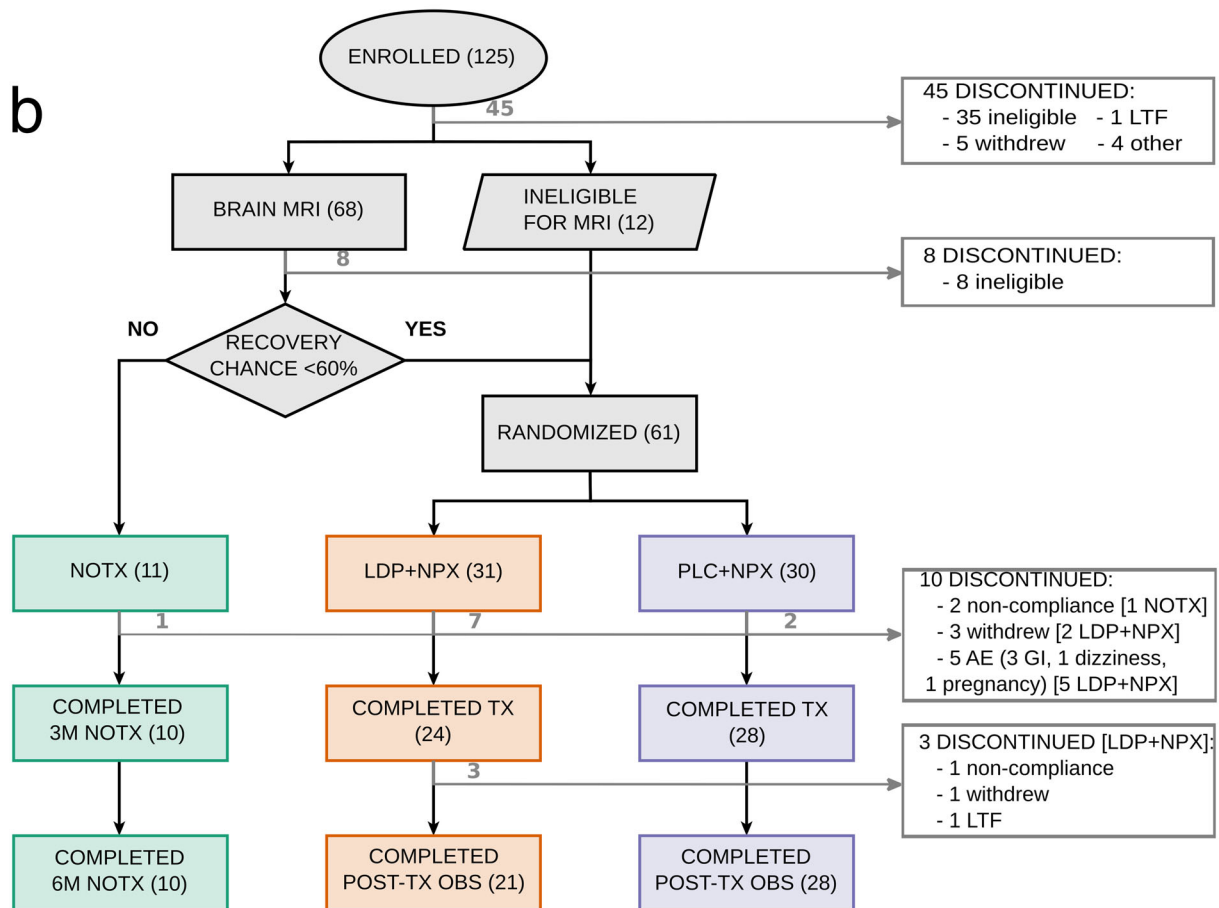 b
ENROLLED (125)
45
45 DISCONTINUED:
- 35 ineligible - 1 LTF
- 5 withdrew - 4 other
BRAIN MRI (68)
INELIGIBLE
FOR MRI (12)
8
8 DISCONTINUED:
- 8 ineligible
NO
YES
RECOVERY
CHANCE <60%
RANDOMIZED (61)
NOTX (11)
LDP+NPX (31)
PLC+NPX (30)
1
7
2
10 DISCONTINUED:
- 2 non-compliance [1 NOTX]
- 3 withdrew [2 LDP+NPX]
- 5 AE (3 GI, 1 dizziness,
1 pregnancy) [5 LDP+NPX]
COMPLETED
3M NOTX (10)
COMPLETED TX
(24)
COMPLETED TX
(28)
3
3 DISCONTINUED [LDP+NPX]:
- 1 non-compliance
- 1 withdrew
- 1 LTF
COMPLETED
6M NOTX (10)
COMPLETED
POST-TX OBS (21)
COMPLETED
POST-TX OBS (28)